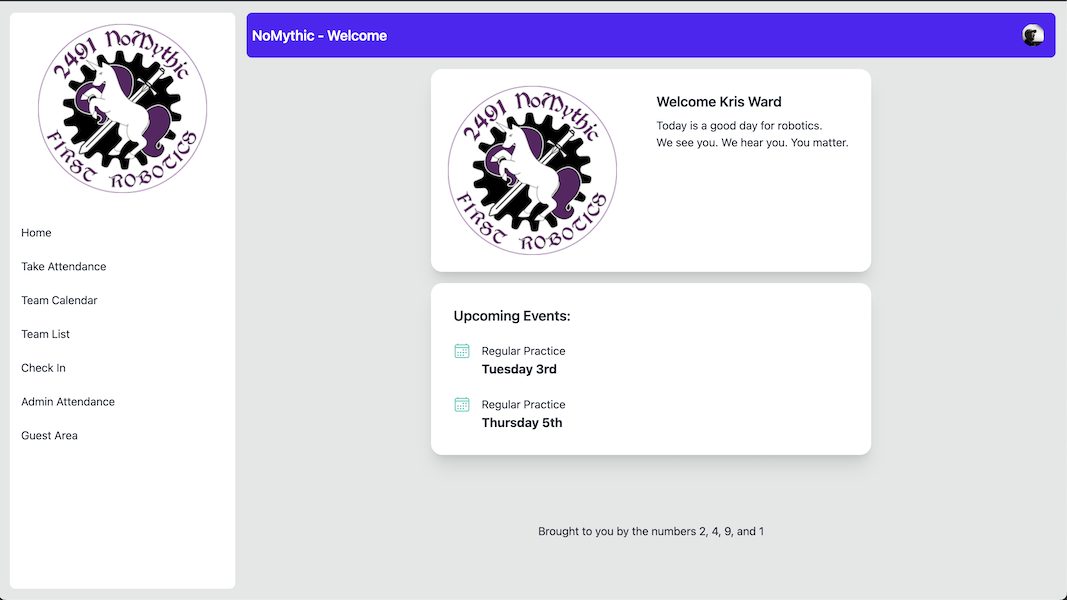 2491 NoMythic
FIRST ROBOTICS
Home
Take Attendance
Team Calendar
Team List
Check In
Admin Attendance
Guest Area
NoMythic - Welcome
2491 NoMythic
FIRST ROBOTICS
Welcome Kris Ward
Today is a good day for robotics.
We see you. We hear you. You matter.
Upcoming Events:
Regular Practice
Tuesday 3rd
Regular Practice
Thursday 5th
Brought to you by the numbers 2, 4, 9, and 1